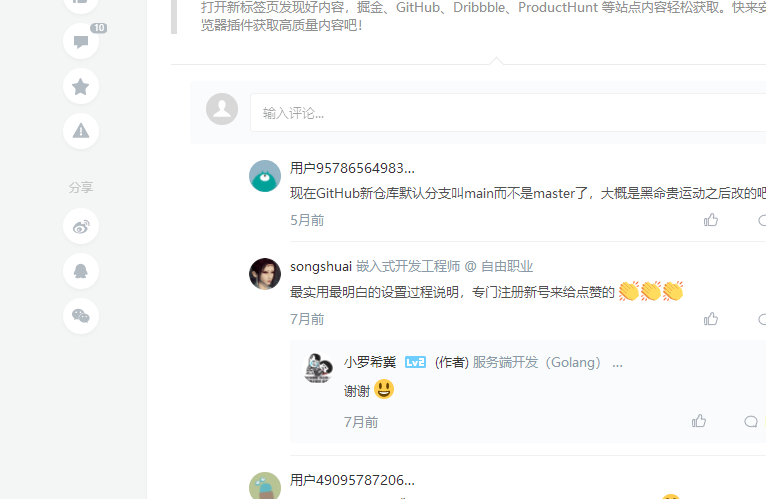 打开新标签页发现好内容，掘金、GitHub、Dribbble、ProductHunt 等站点内容轻松获取。快来安
览器插件获取高质量内容吧！
10
输入评论...
分享
用户95786564983...
现在GitHub新仓库默认分支叫main而不是master了，大概是黑命贵运动之后改的吧
5月前
songshuai 嵌入式开发工程师 @ 自由职业
最实用最明白的设置过程说明，专门注册新号来给点赞的 👏👏👏
7月前
小罗希冀 Lv2 (作者) 服务端开发（Golang） ...
谢谢 😃
7月前
用户49095787206...